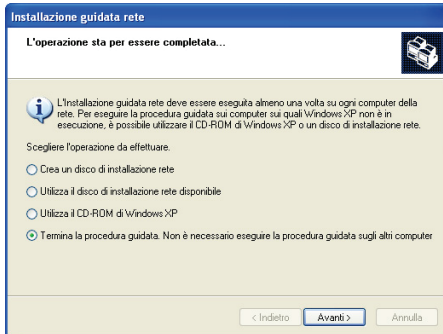 Installazione guidata rete
L'operazione sta per essere completata...
L'Installazione guidata rete deve essere eseguita almeno una volta su ogni computer della
rete. Per eseguire la procedura guidata sui computer sui quali Windows XP non è in
esecuzione, è possibile utilizzare il CD-ROM di Windows XP o un disco di installazione rete.
Scegliere l'operazione da effettuare.
Crea un disco di installazione rete
Utilizza il disco di installazione rete disponibile
Utilizza il CD-ROM di Windows XP
Termina la procedura guidata. Non è necessario eseguire la procedura guidata sugli altri computer
< Indietro Avanti > Annulla